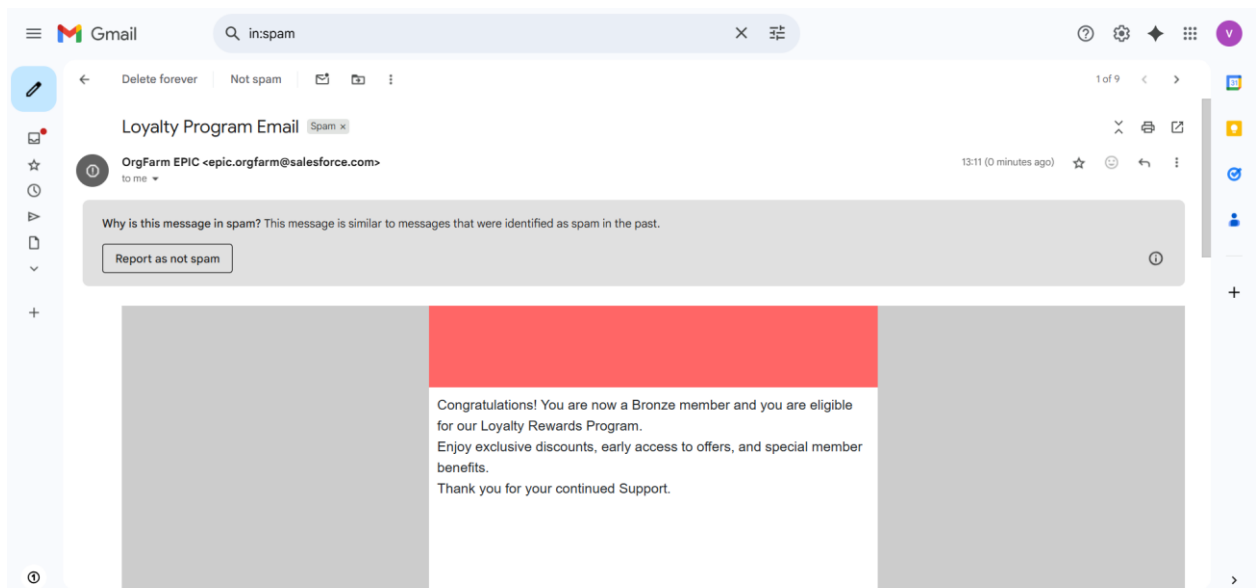 Gmail
in:spam
V
Delete forever
Not spam
1 of 9
31
Loyalty Program Email
Spam ×
OrgFarm EPIC <epic.orgfarm@salesforce.com>
13:11 (0 minutes ago)
to me
Why is this message in spam? This message is similar to messages that were identified as spam in the past.
Report as not spam
Congratulations! You are now a Bronze member and you are eligible
for our Loyalty Rewards Program.
Enjoy exclusive discounts, early access to offers, and special member
benefits.
Thank you for your continued Support.